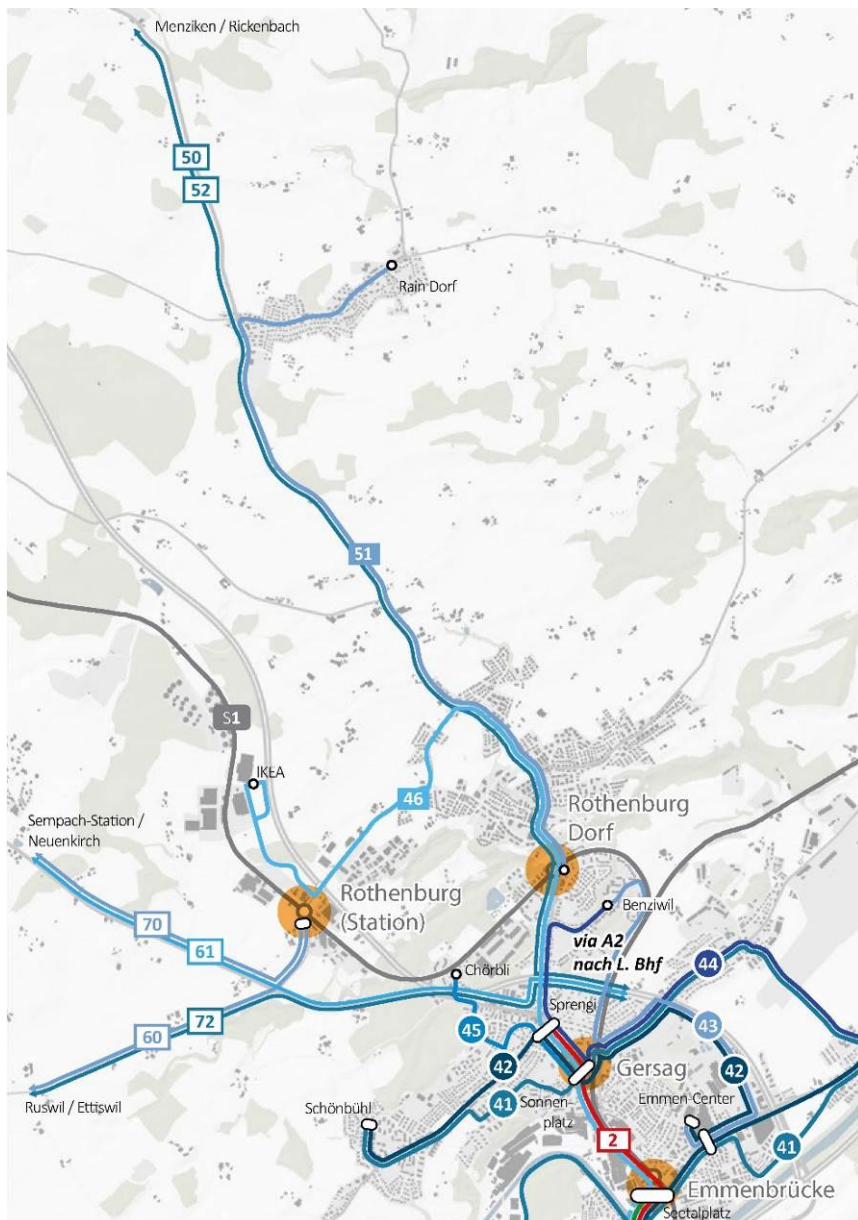 Menziken / Rickenbach
50
52
Rain Dorf
51
S1
IKEA
46
Sempach-Station /
Neuenkirch
Rothenburg
Dorf
Rothenburg
(Station)
Benziwil
70
via A2
nach L. Bhf
61
44
Chörbli
Sprengi
72
60
45
43
42
Gersag
42
Ruswil / Ettiswil
Emmen-Center
Schönbühl
41
Sonnen-
platz
2
41
Emmenbrücke
Seetalplatz